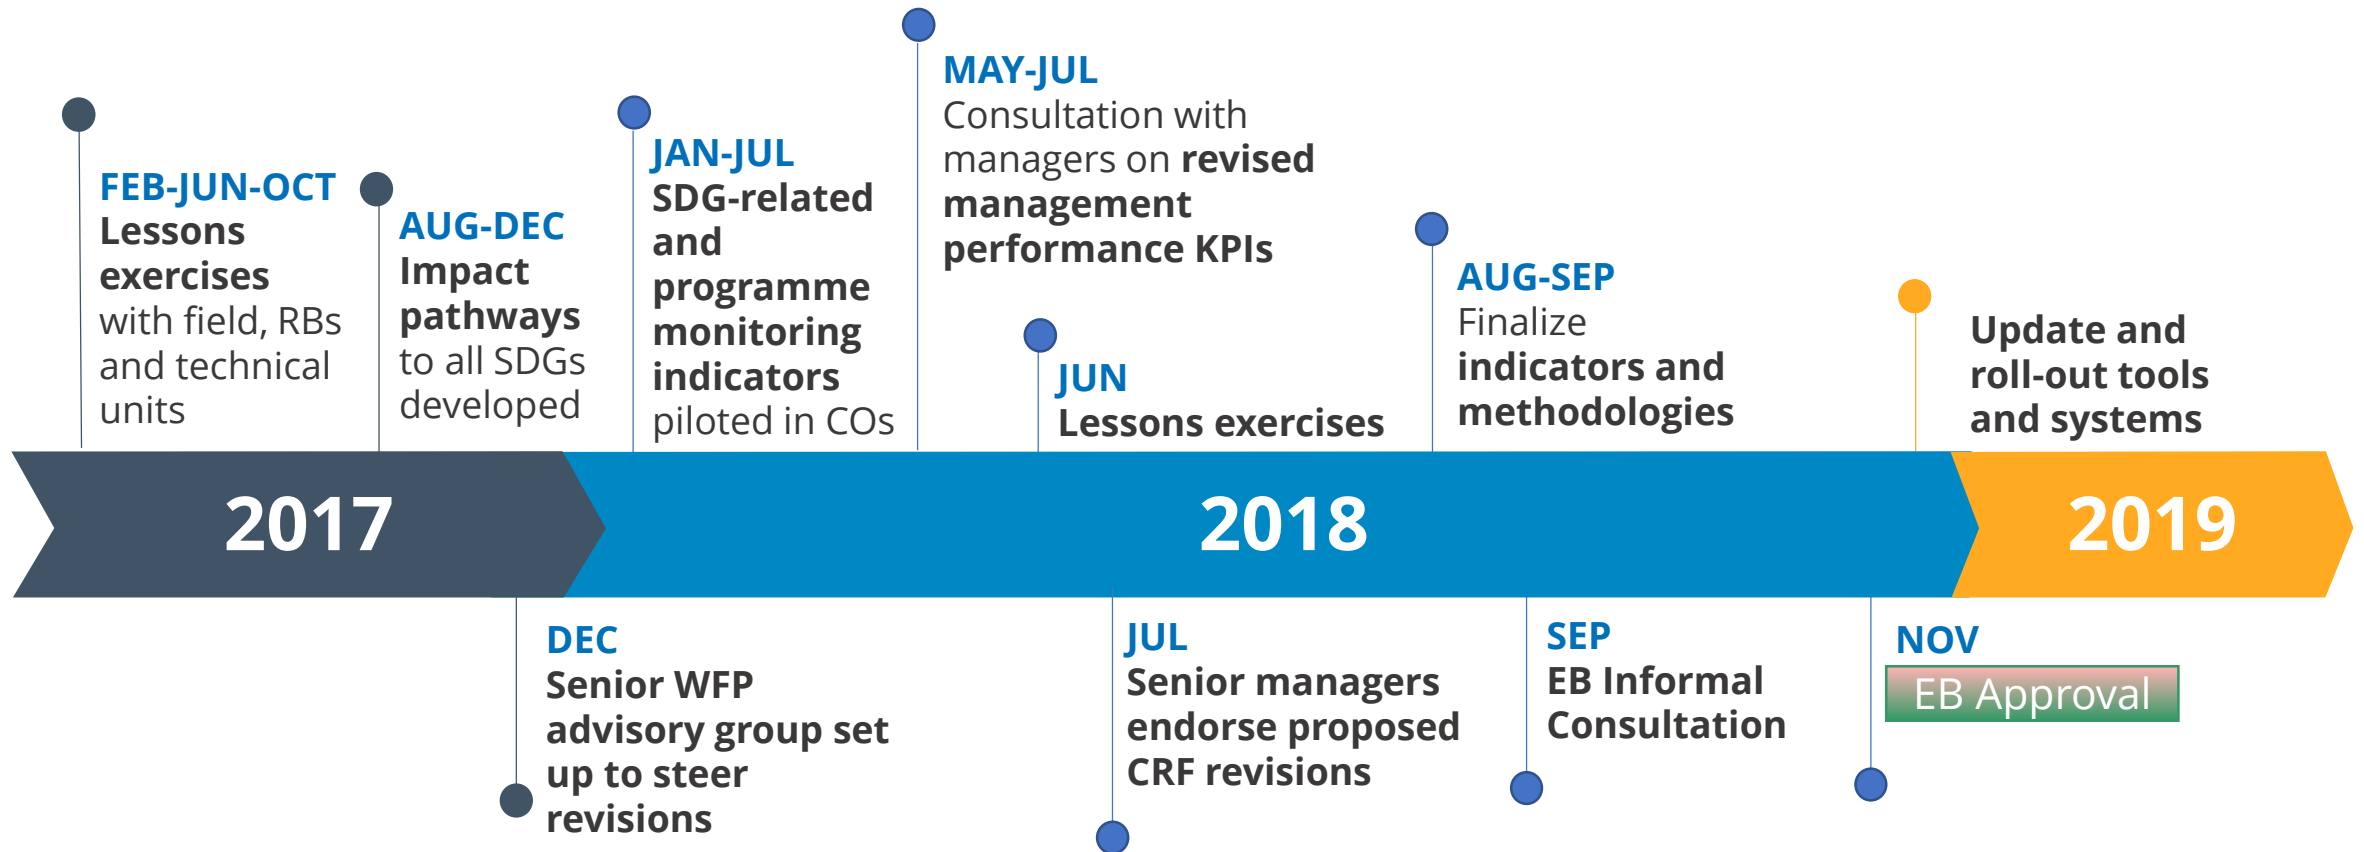 FEB-JUN-OCT
Lessons
exercises
with field, RBs
and technical
units
AUG-DEC
Impact
pathways
to all SDGs
developed
JAN-JUL
SDG-related
and
programme
monitoring
indicators
piloted in COs
MAY-JUL
Consultation with
managers on revised
management
performance KPIs
JUN
Lessons exercises
AUG-SEP
Finalize
indicators and
methodologies
Update and
roll-out tools
and systems
2017
2018
2019
DEC
Senior WFP
advisory group set
up to steer
revisions
JUL
Senior managers
endorse proposed
CRF revisions
SEP
EB Informal
Consultation
NOV
EB Approval